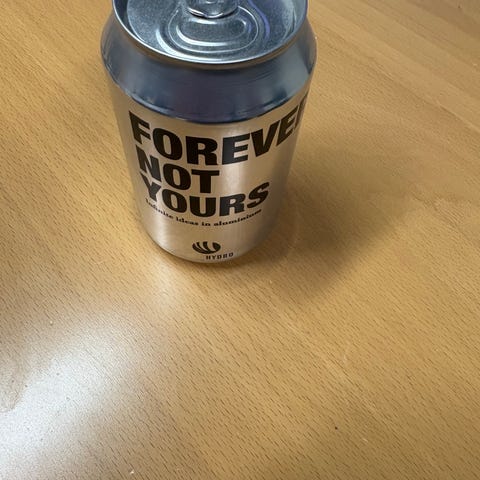 FOREVER
NOT
YOURS
Infinite ideas in aluminium
HYDRO